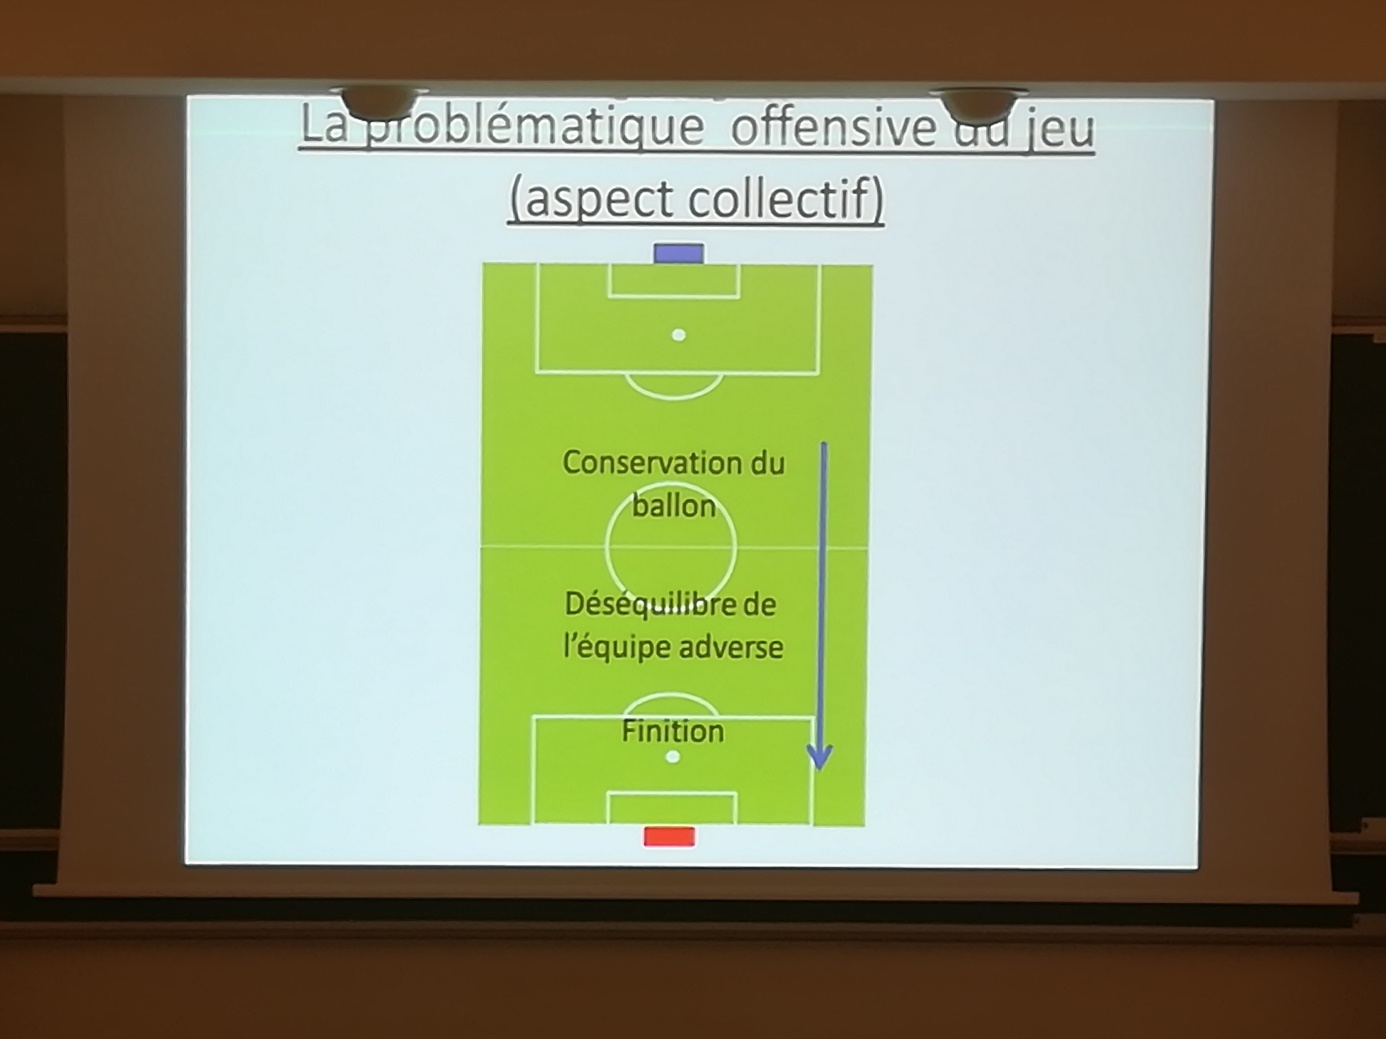 La problématique offensive du jeu
(aspect collectif)
Conservation du
ballon
Déséquilibre de
l'équipe adverse
Finition